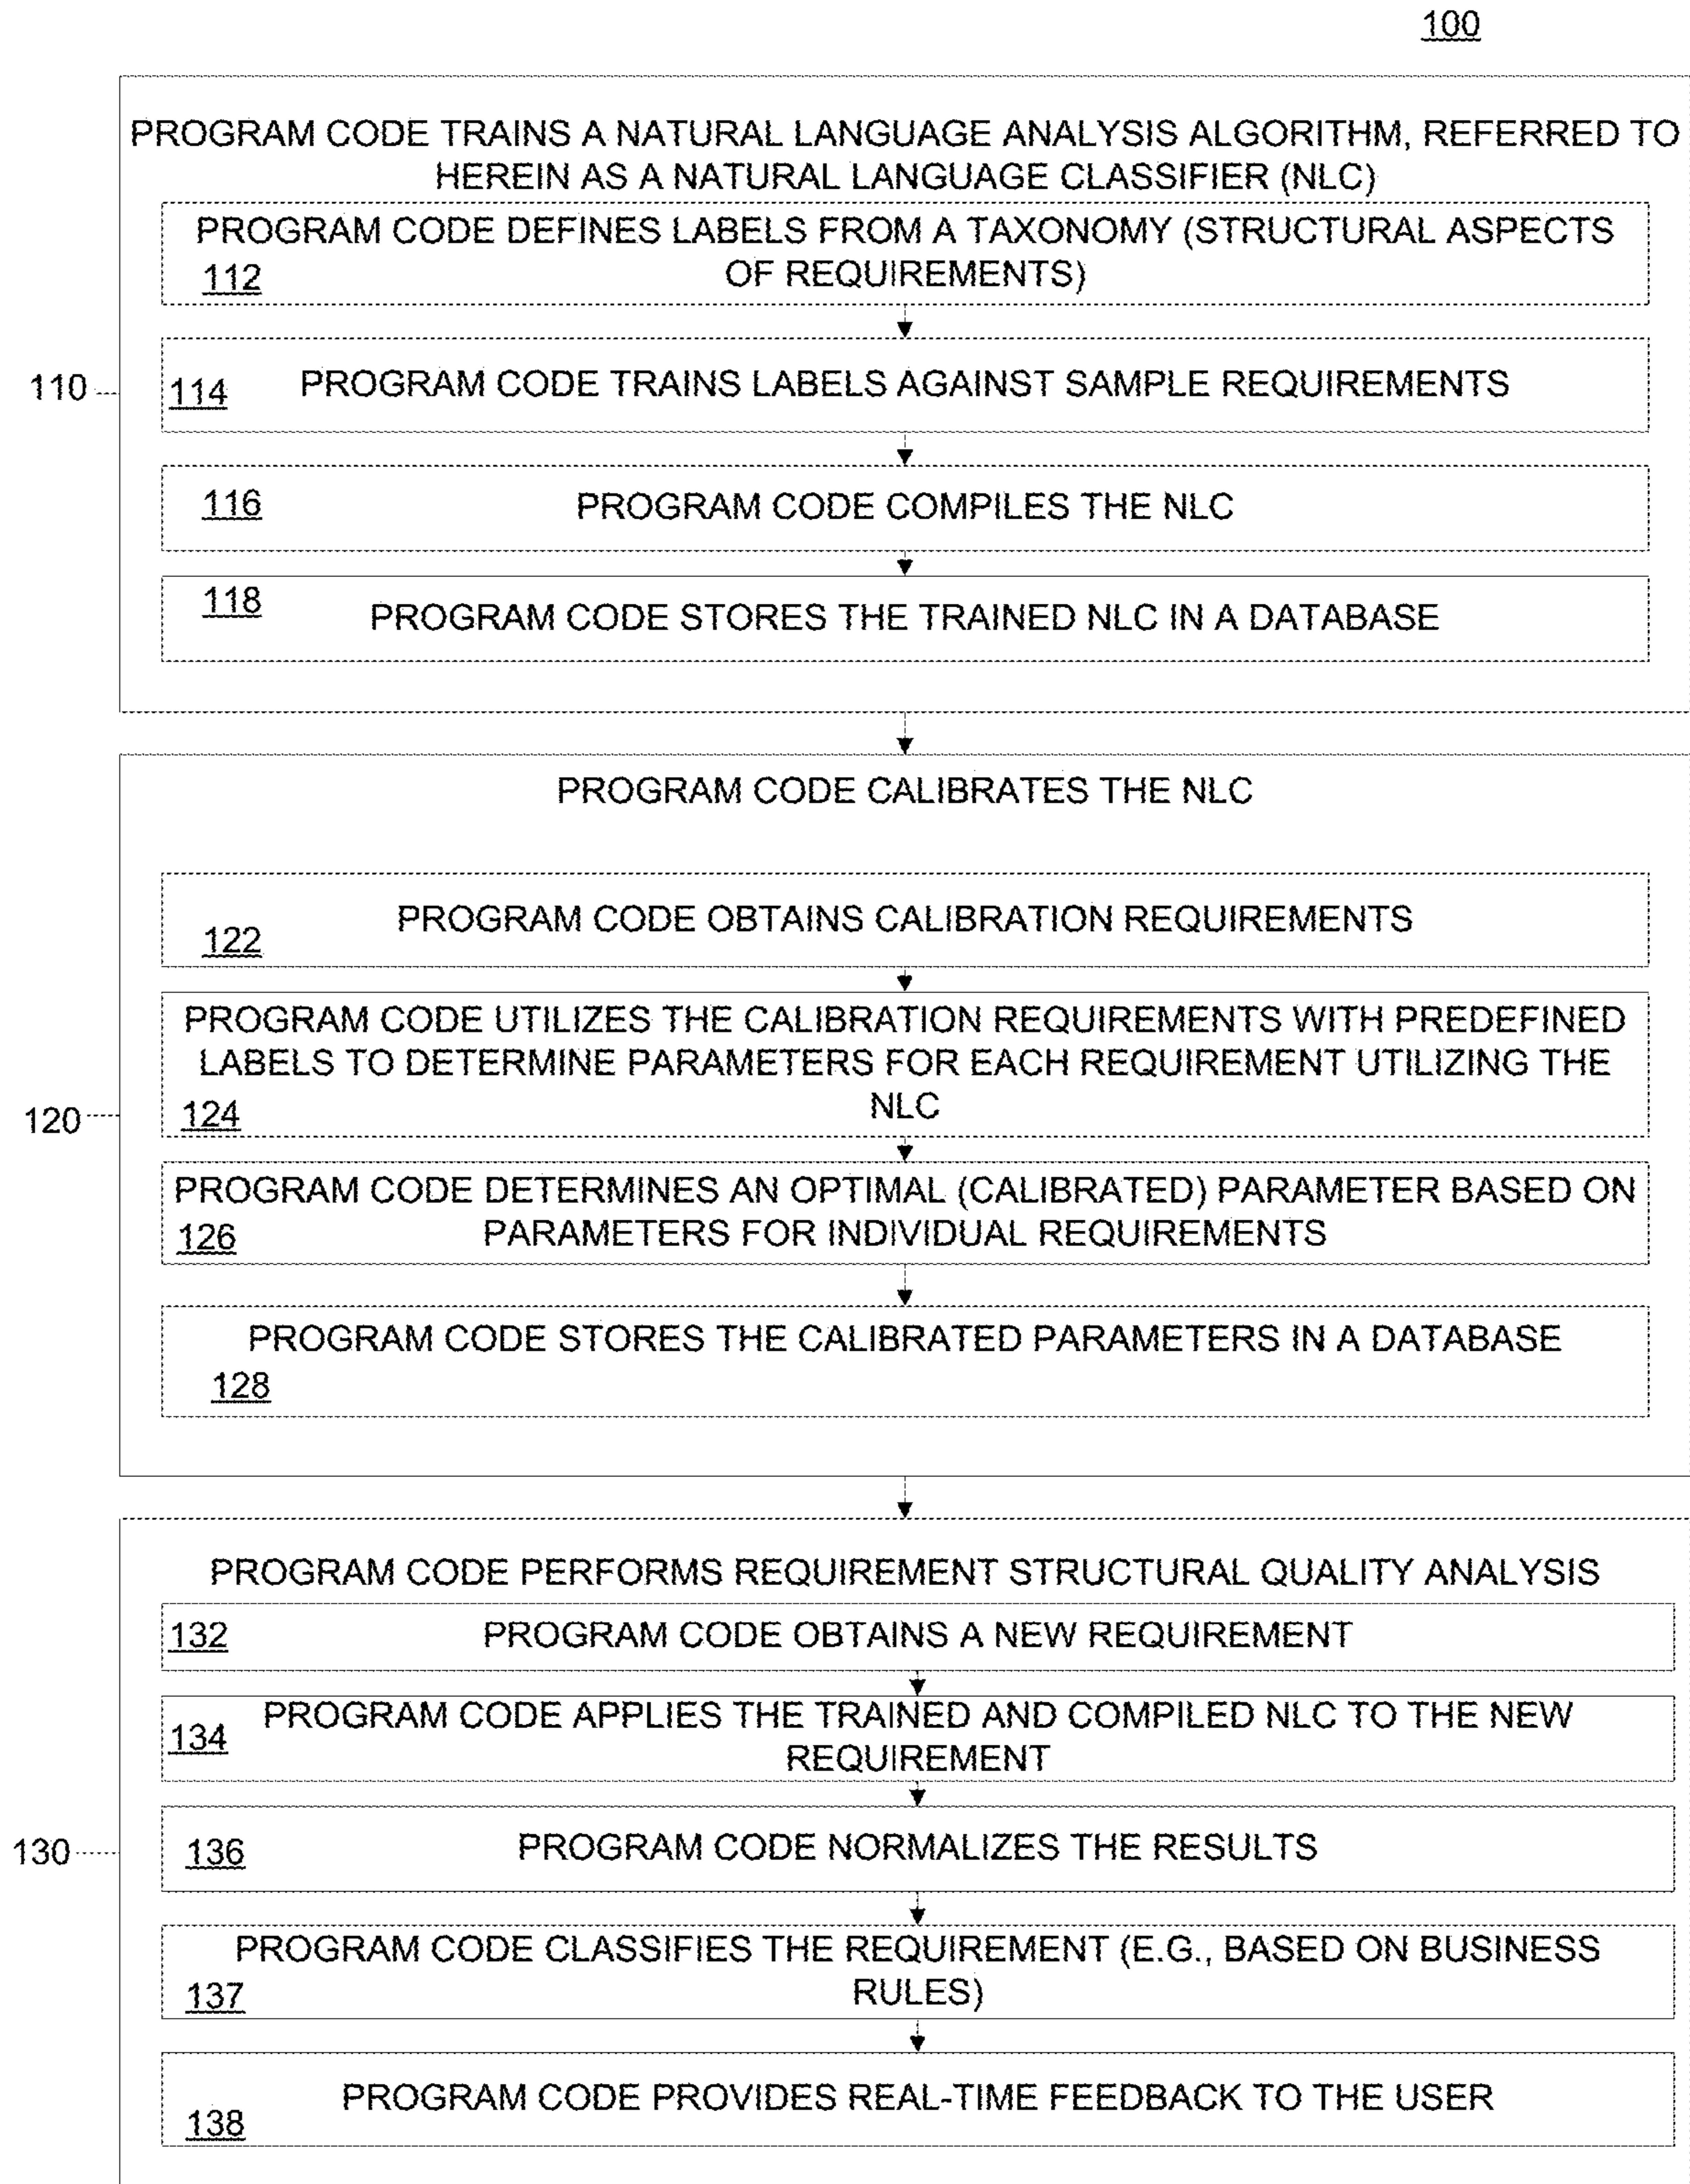 100
PROGRAM CODE TRAINS A NATURAL LANGUAGE ANALYSIS ALGORITHM, REFERRED TO
HEREIN AS A NATURAL LANGUAGE CLASSIFIER (NLC)
PROGRAM CODE DEFINES LABELS FROM A TAXONOMY (STRUCTURAL ASPECTS
112 OF REQUIREMENTS)
110
114 PROGRAM CODE TRAINS LABELS AGAINST SAMPLE REQUIREMENTS
116 PROGRAM CODE COMPILES THE NLC
118 PROGRAM CODE STORES THE TRAINED NLC IN A DATABASE
PROGRAM CODE CALIBRATES THE NLC
PROGRAM CODE OBTAINS CALIBRATION REQUIREMENTS
122
PROGRAM CODE UTILIZES THE CALIBRATION REQUIREMENTS WITH PREDEFINED
LABELS TO DETERMINE PARAMETERS FOR EACH REQUIREMENT UTILIZING THE
124 NLC
120
PROGRAM CODE DETERMINES AN OPTIMAL (CALIBRATED) PARAMETER BASED ON
126 PARAMETERS FOR INDIVIDUAL REQUIREMENTS
PROGRAM CODE STORES THE CALIBRATED PARAMETERS IN A DATABASE
128
PROGRAM CODE PERFORMS REQUIREMENT STRUCTURAL QUALITY ANALYSIS
132 PROGRAM CODE OBTAINS A NEW REQUIREMENT
PROGRAM CODE APPLIES THE TRAINED AND COMPILED NLC TO THE NEW
134 REQUIREMENT
130
136 PROGRAM CODE NORMALIZES THE RESULTS
PROGRAM CODE CLASSIFIES THE REQUIREMENT (E.G., BASED ON BUSINESS
137 RULES)
PROGRAM CODE PROVIDES REAL-TIME FEEDBACK TO THE USER
138